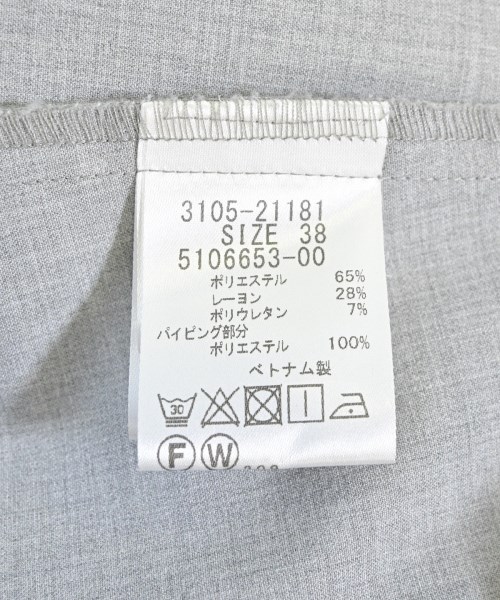 3105-21181
SIZE 38
5106653-00
ポリエステル 65%
レーヨン 28%
ポリウレタン 7%
パイピング部分
ポリエステル 100%
ベトナム製
30
F W